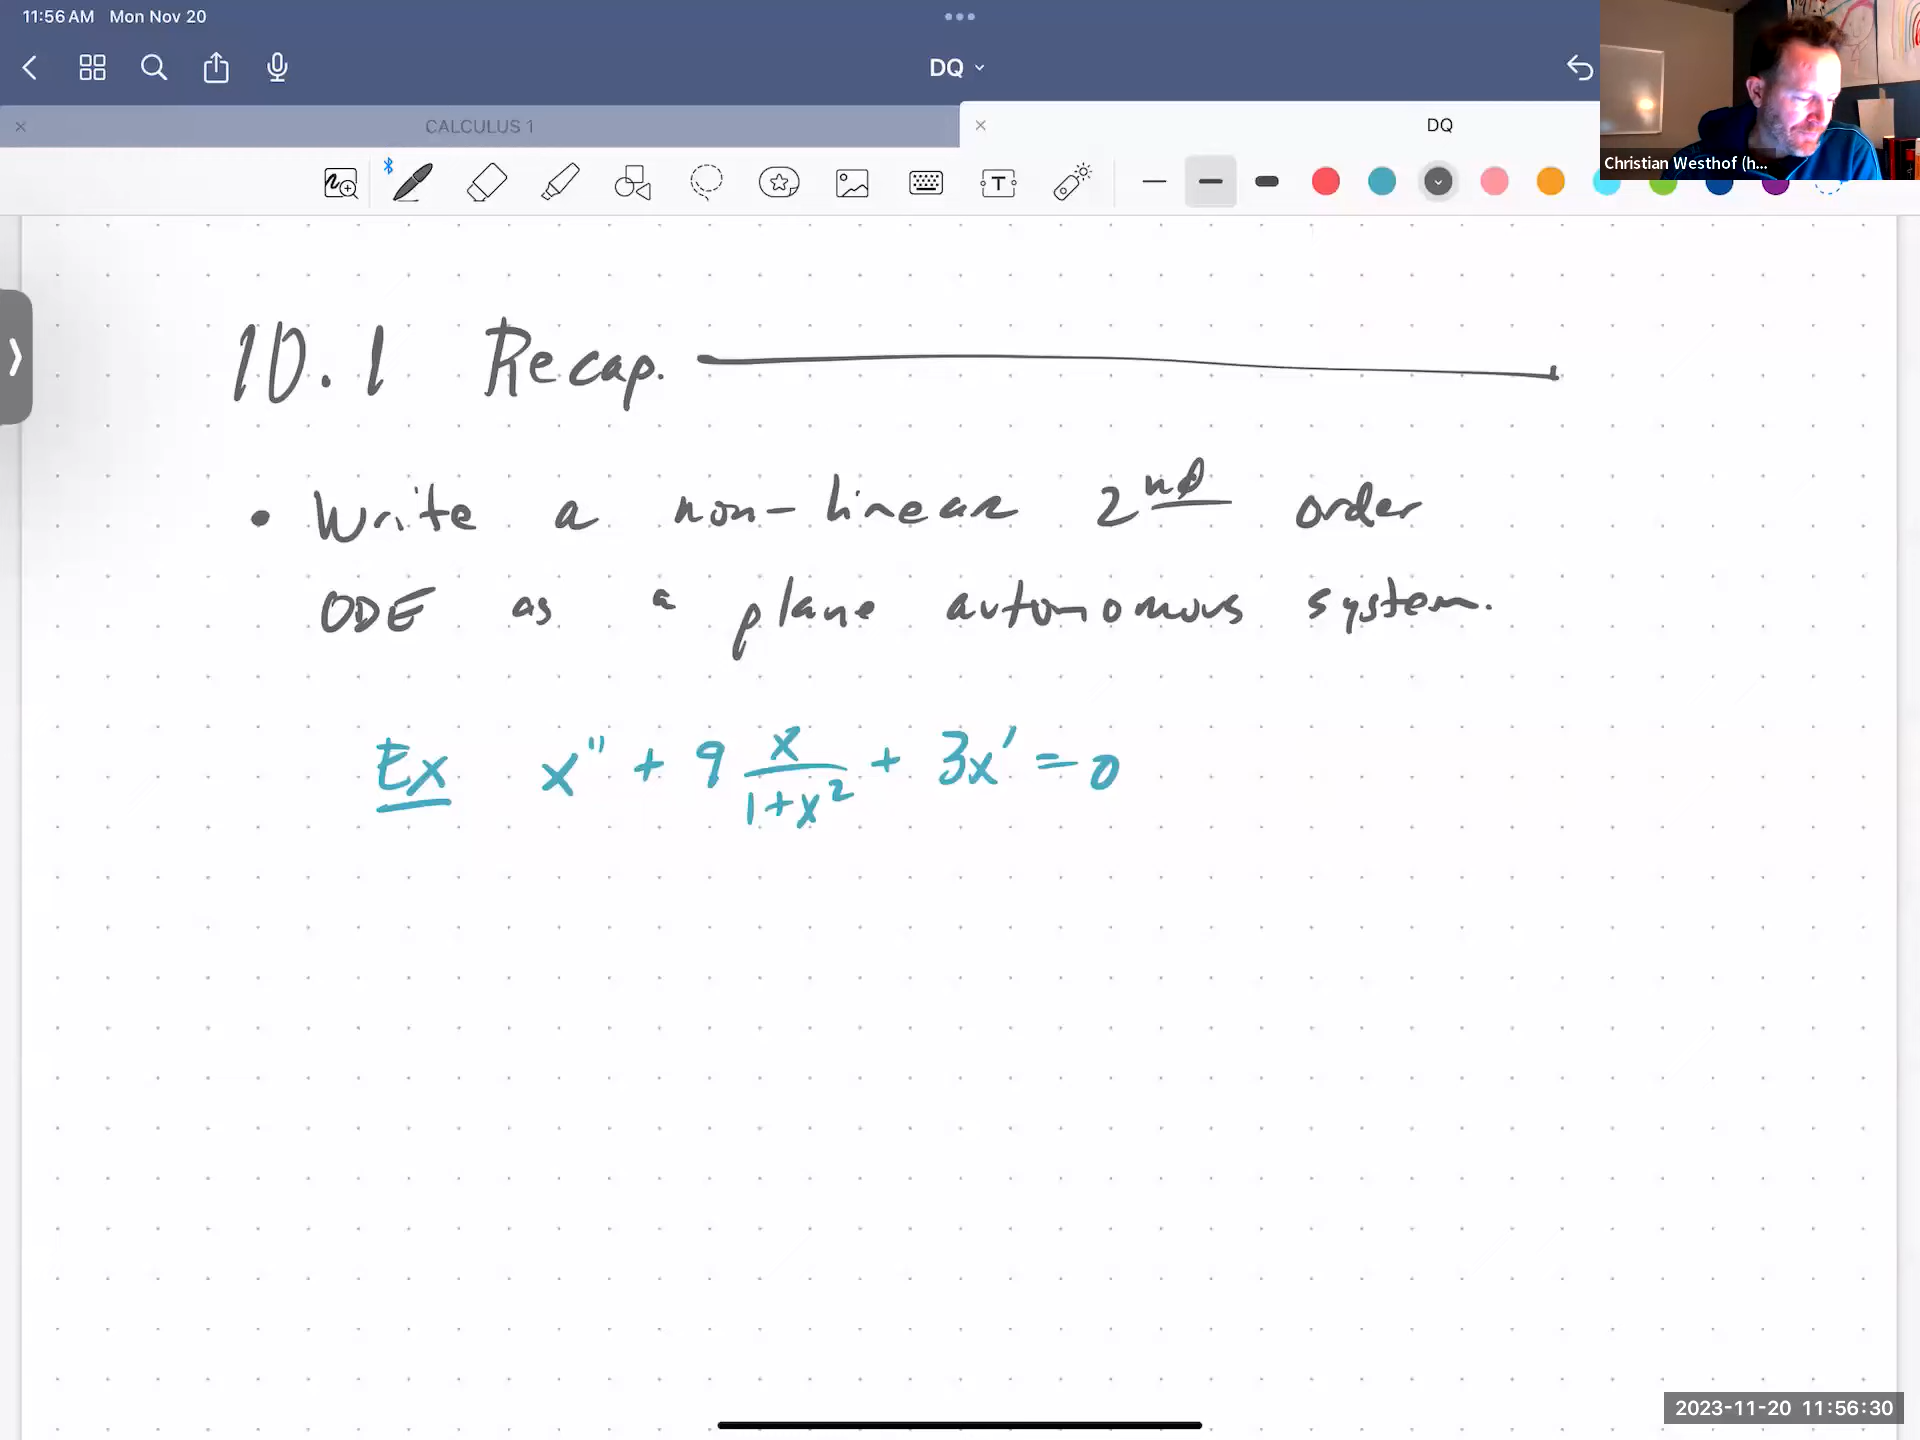 11:56 AM Mon Nov 20
DQ
CALCULUS 1
DQ
Christian Westhof (h...
T
10.1 Recap.
• Write a non-linear 2nd order
ODE as a plane autonomous system.
Ex x'' + 9 x/(1+x²) + 3x' = 0
2023-11-20 11:56:30